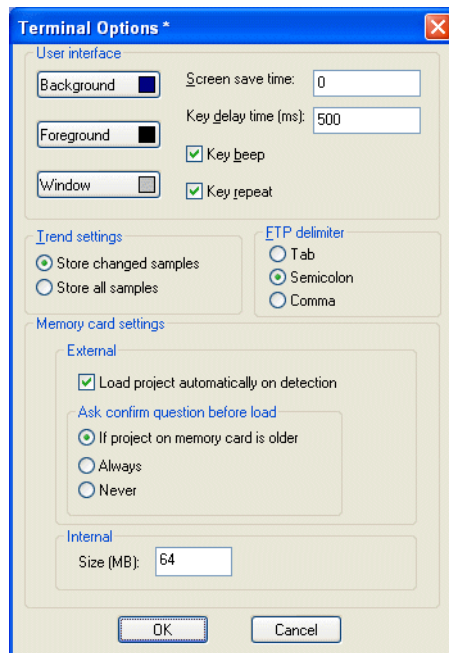 Terminal Options *
User interface
Background
Screen save time: 0
Key delay time (ms): 500
Foreground
Key beep
Window
Key repeat
Trend settings
Store changed samples
Store all samples
FTP delimiter
Tab
Semicolon
Comma
Memory card settings
External
Load project automatically on detection
Ask confirm question before load
If project on memory card is older
Always
Never
Internal
Size (MB): 64
OK Cancel